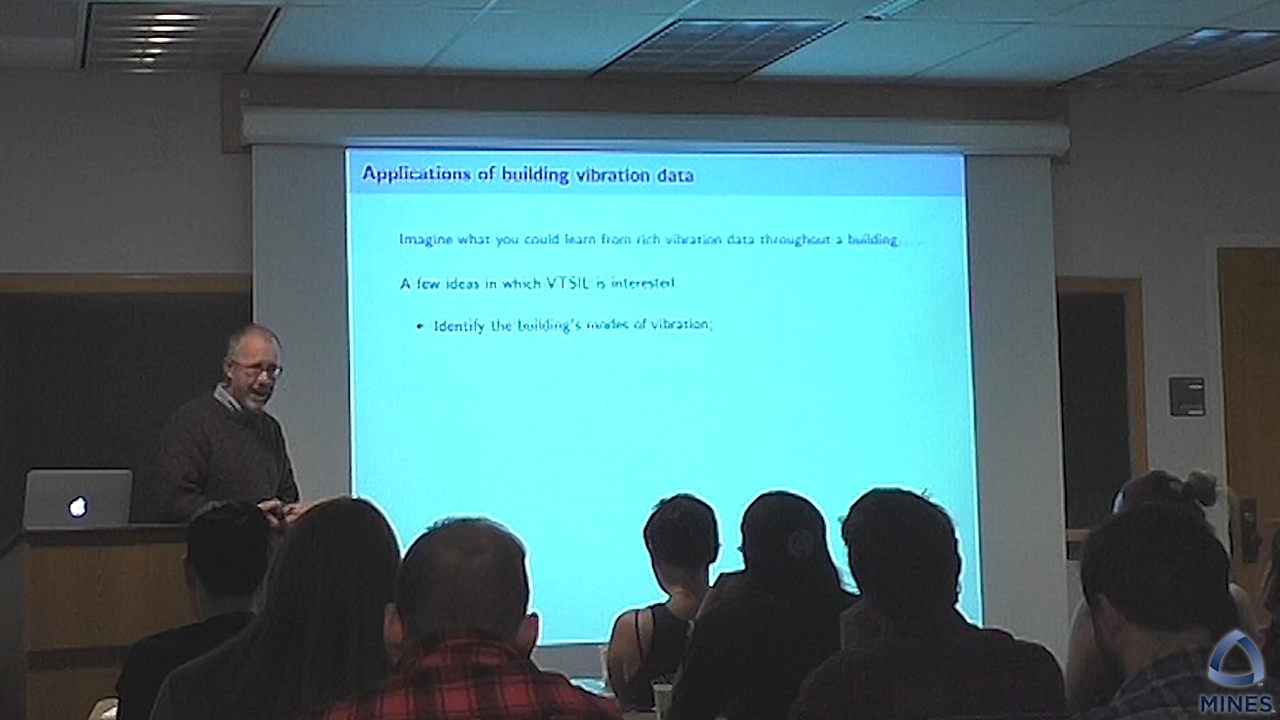 Applications of building vibration data
Imagine what you could learn from rich vibration data throughout a building . . .
A few ideas in which VTSIL is interested
• Identify the building's modes of vibration;
MINES